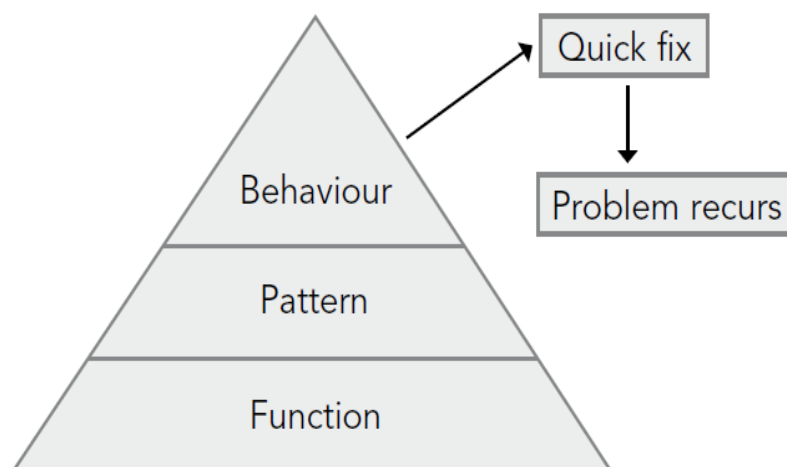 Quick fix
Behaviour
Problem recurs
Pattern
Function